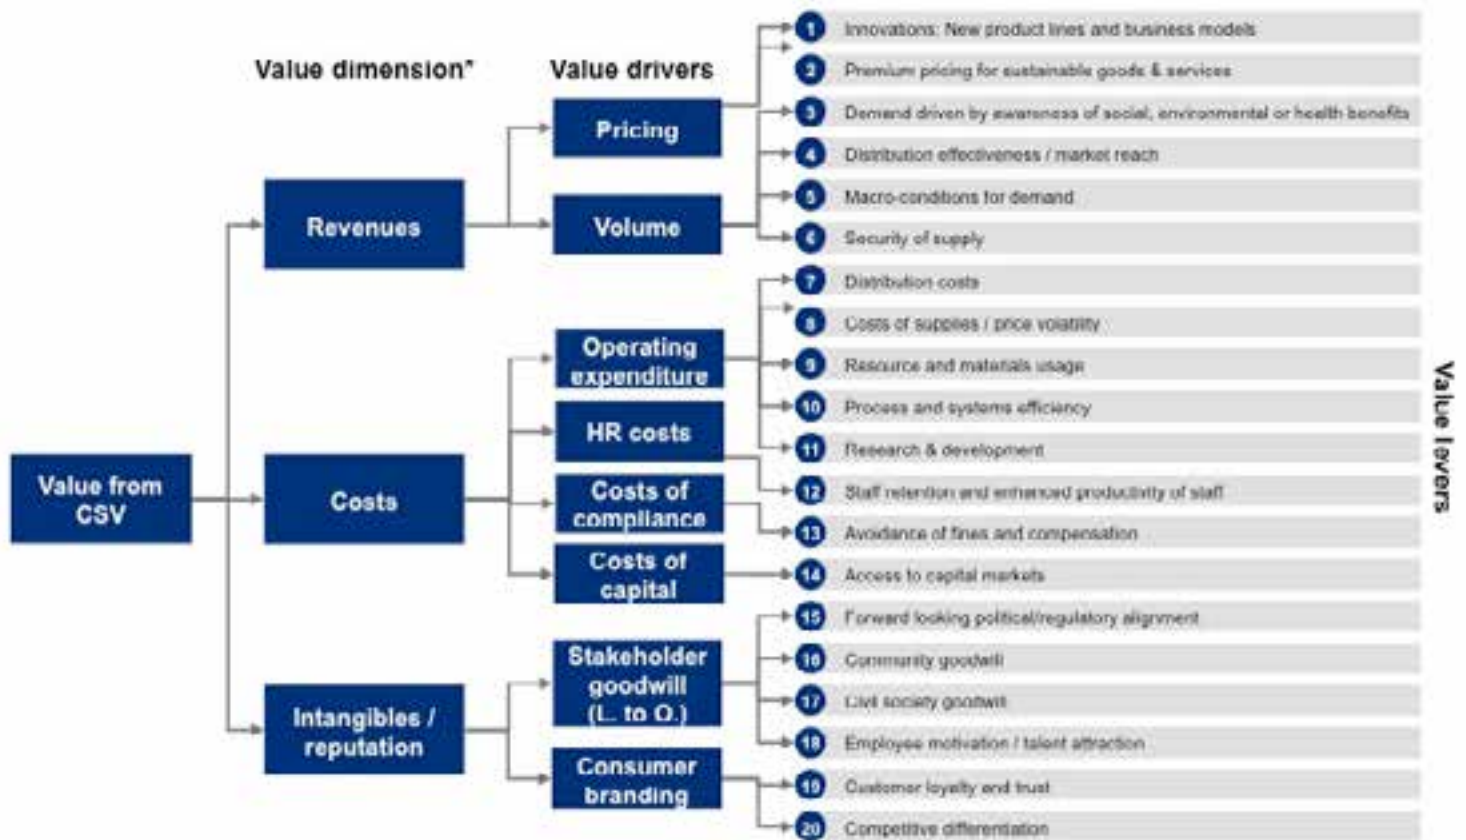 Value dimension*
Value drivers
Value levers
Value from
CSV
Revenues
Costs
Intangibles /
reputation
Pricing
Volume
Operating
expenditure
HR costs
Costs of
compliance
Costs of
capital
Stakeholder
goodwill
(L. to O.)
Consumer
branding
1 Innovations: New product lines and business models
2 Premium pricing for sustainable goods & services
3 Demand driven by awareness of social, environmental or health benefits
4 Distribution effectiveness / market reach
5 Macro-conditions for demand
Security of supply
7 Distribution costs
8 Costs of supplies / price volatility
9 Resource and materials usage
10 Process and systems efficiency
11 Research & development
12 Staff retention and enhanced productivity of staff
13 Avoidance of fines and compensation
14 Access to capital markets
15 Forward looking political/regulatory alignment
16 Community goodwill
17 Civil society goodwill
18 Employee motivation / talent attraction
19 Customer loyalty and trust
20 Competitive differentiation